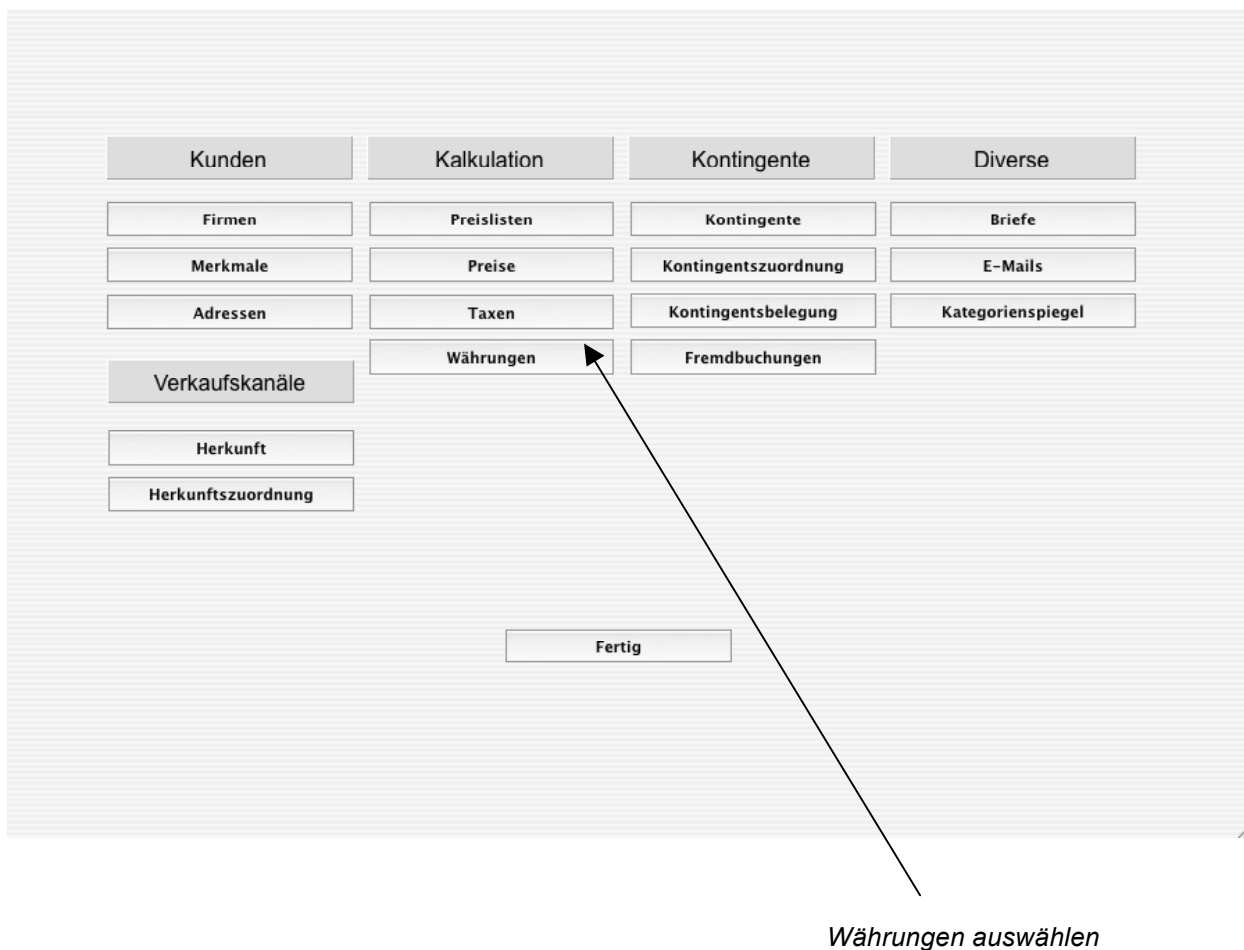 Kunden Kalkulation Kontingente Diverse
Firmen Preislisten Kontingente Briefe
Merkmale Preise Kontingentszuordnung E-Mails
Adressen Taxen Kontingentsbelegung Kategorienspiegel
Währungen Fremdbuchungen
Verkaufskanäle
Herkunft
Herkunftszuordnung
Fertig
Währungen auswählen